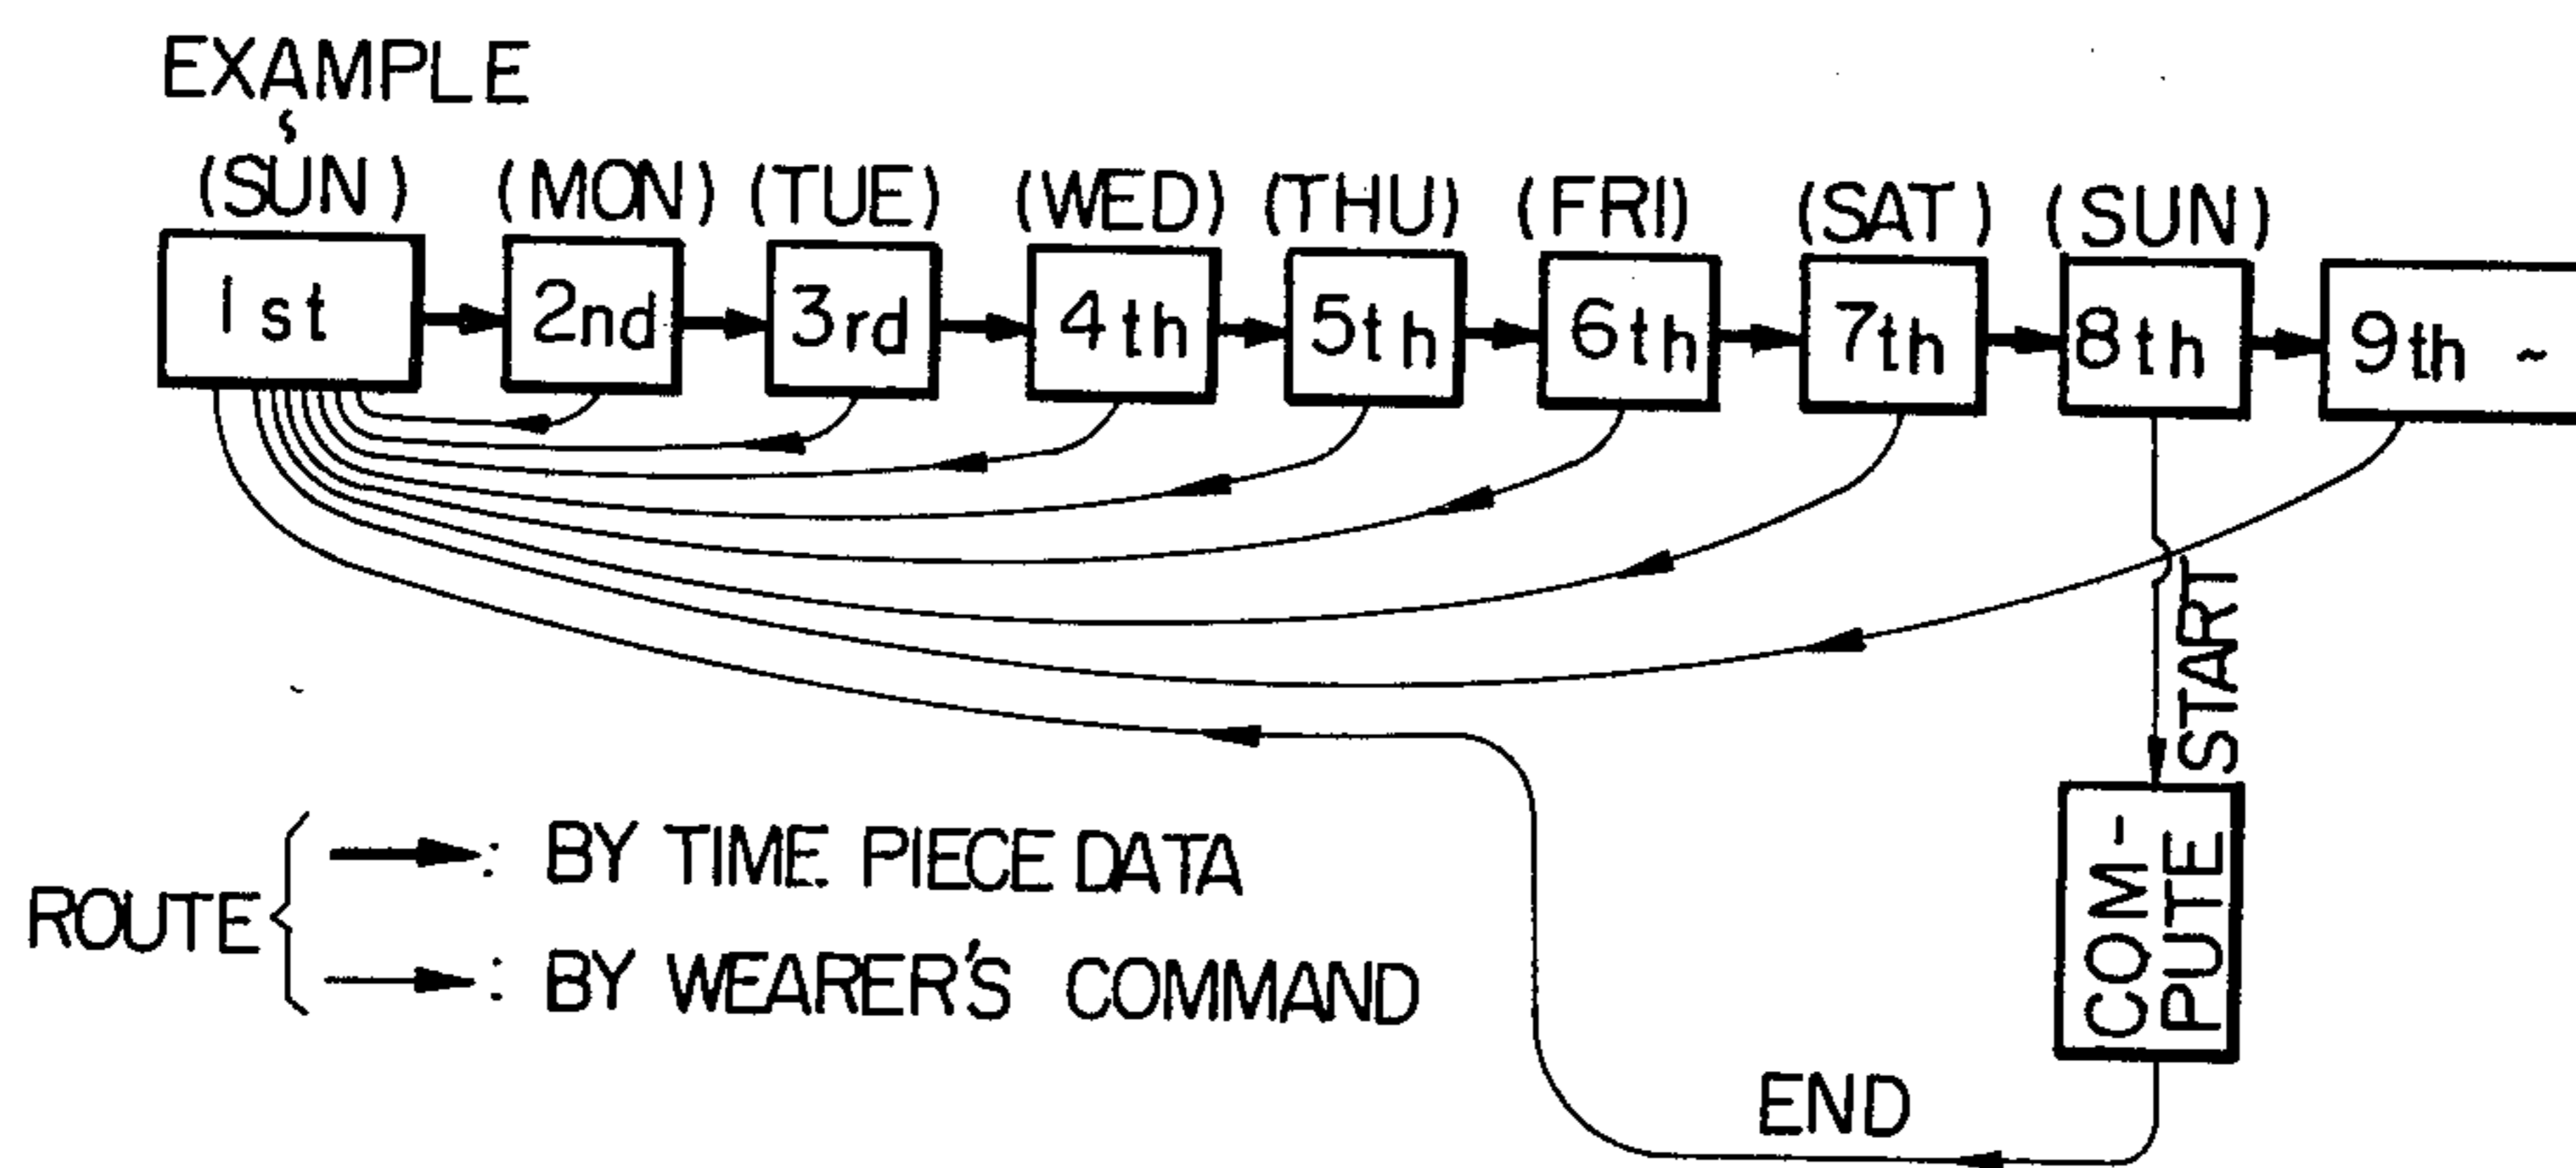 EXAMPLE
(SUN) (MON) (TUE) (WED) (THU) (FRI) (SAT) (SUN)
1st 2nd 3rd 4th 5th 6th 7th 8th 9th ~
START
COM-
PUTE
END
ROUTE
: BY TIME PIECE DATA
: BY WEARER'S COMMAND